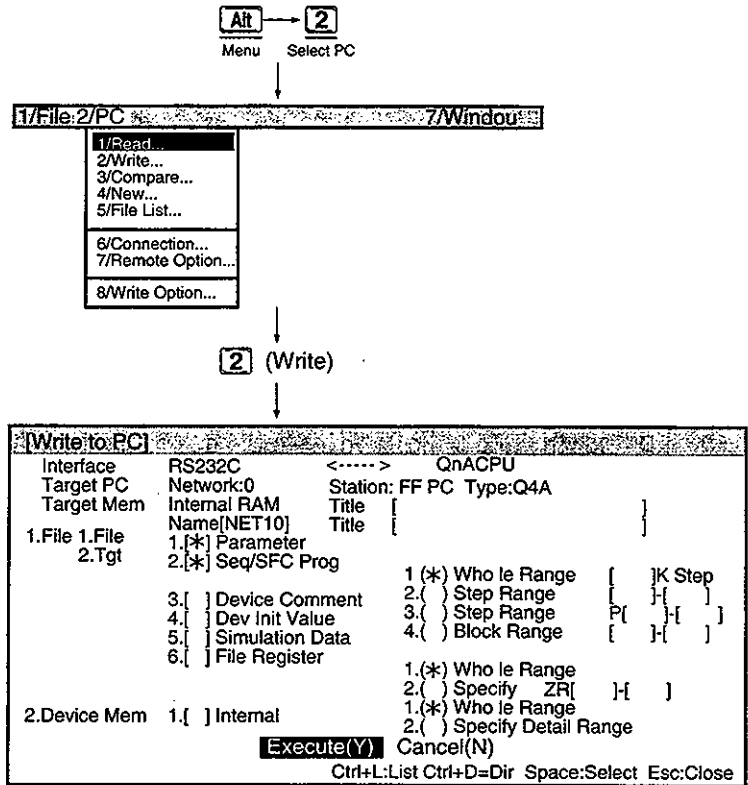 Alt 2
Menu Select PC
1/File 2/PC 7/Windou
1/Read...
2/Write...
3/Compare...
4/New...
5/File List...
6/Connection...
7/Remote Option...
8/Write Option...
2 (Write)
[Write to PC]
Interface RS232C <-----> QnACPU
Target PC Network:0 Station: FF PC Type:Q4A
Target Mem Internal RAM Title [ ]
Name[NET10] Title [ ]
1.File 1.File 1.[*] Parameter
2.Tgt 2.[*] Seq/SFC Prog
1 (*) Who le Range [ ]K Step
2.( ) Step Range [ ]-[ ]
3.[ ] Device Comment 3.( ) Step Range P[ ]-[ ]
4.[ ] Dev Init Value 4.( ) Block Range [ ]-[ ]
5.[ ] Simulation Data
6.[ ] File Register 1.(*) Who le Range
2.( ) Specify ZR[ ]-[ ]
2.Device Mem 1.[ ] Internal 1.(*) Who le Range
2.( ) Specify Detail Range
Execute(Y) Cancel(N)
Ctrl+L:List Ctrl+D=Dir Space:Select Esc:Close